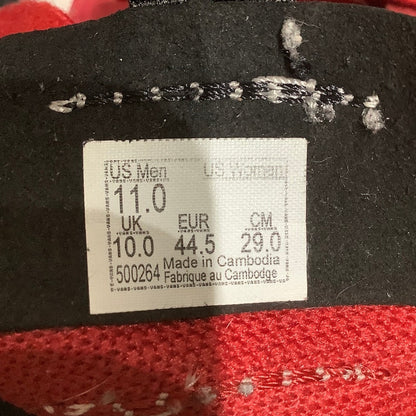 US Men US Women
11.0
UK EUR CM
10.0 44.5 29.0
500264 Made in Cambodia
Fabrique au Cambodge